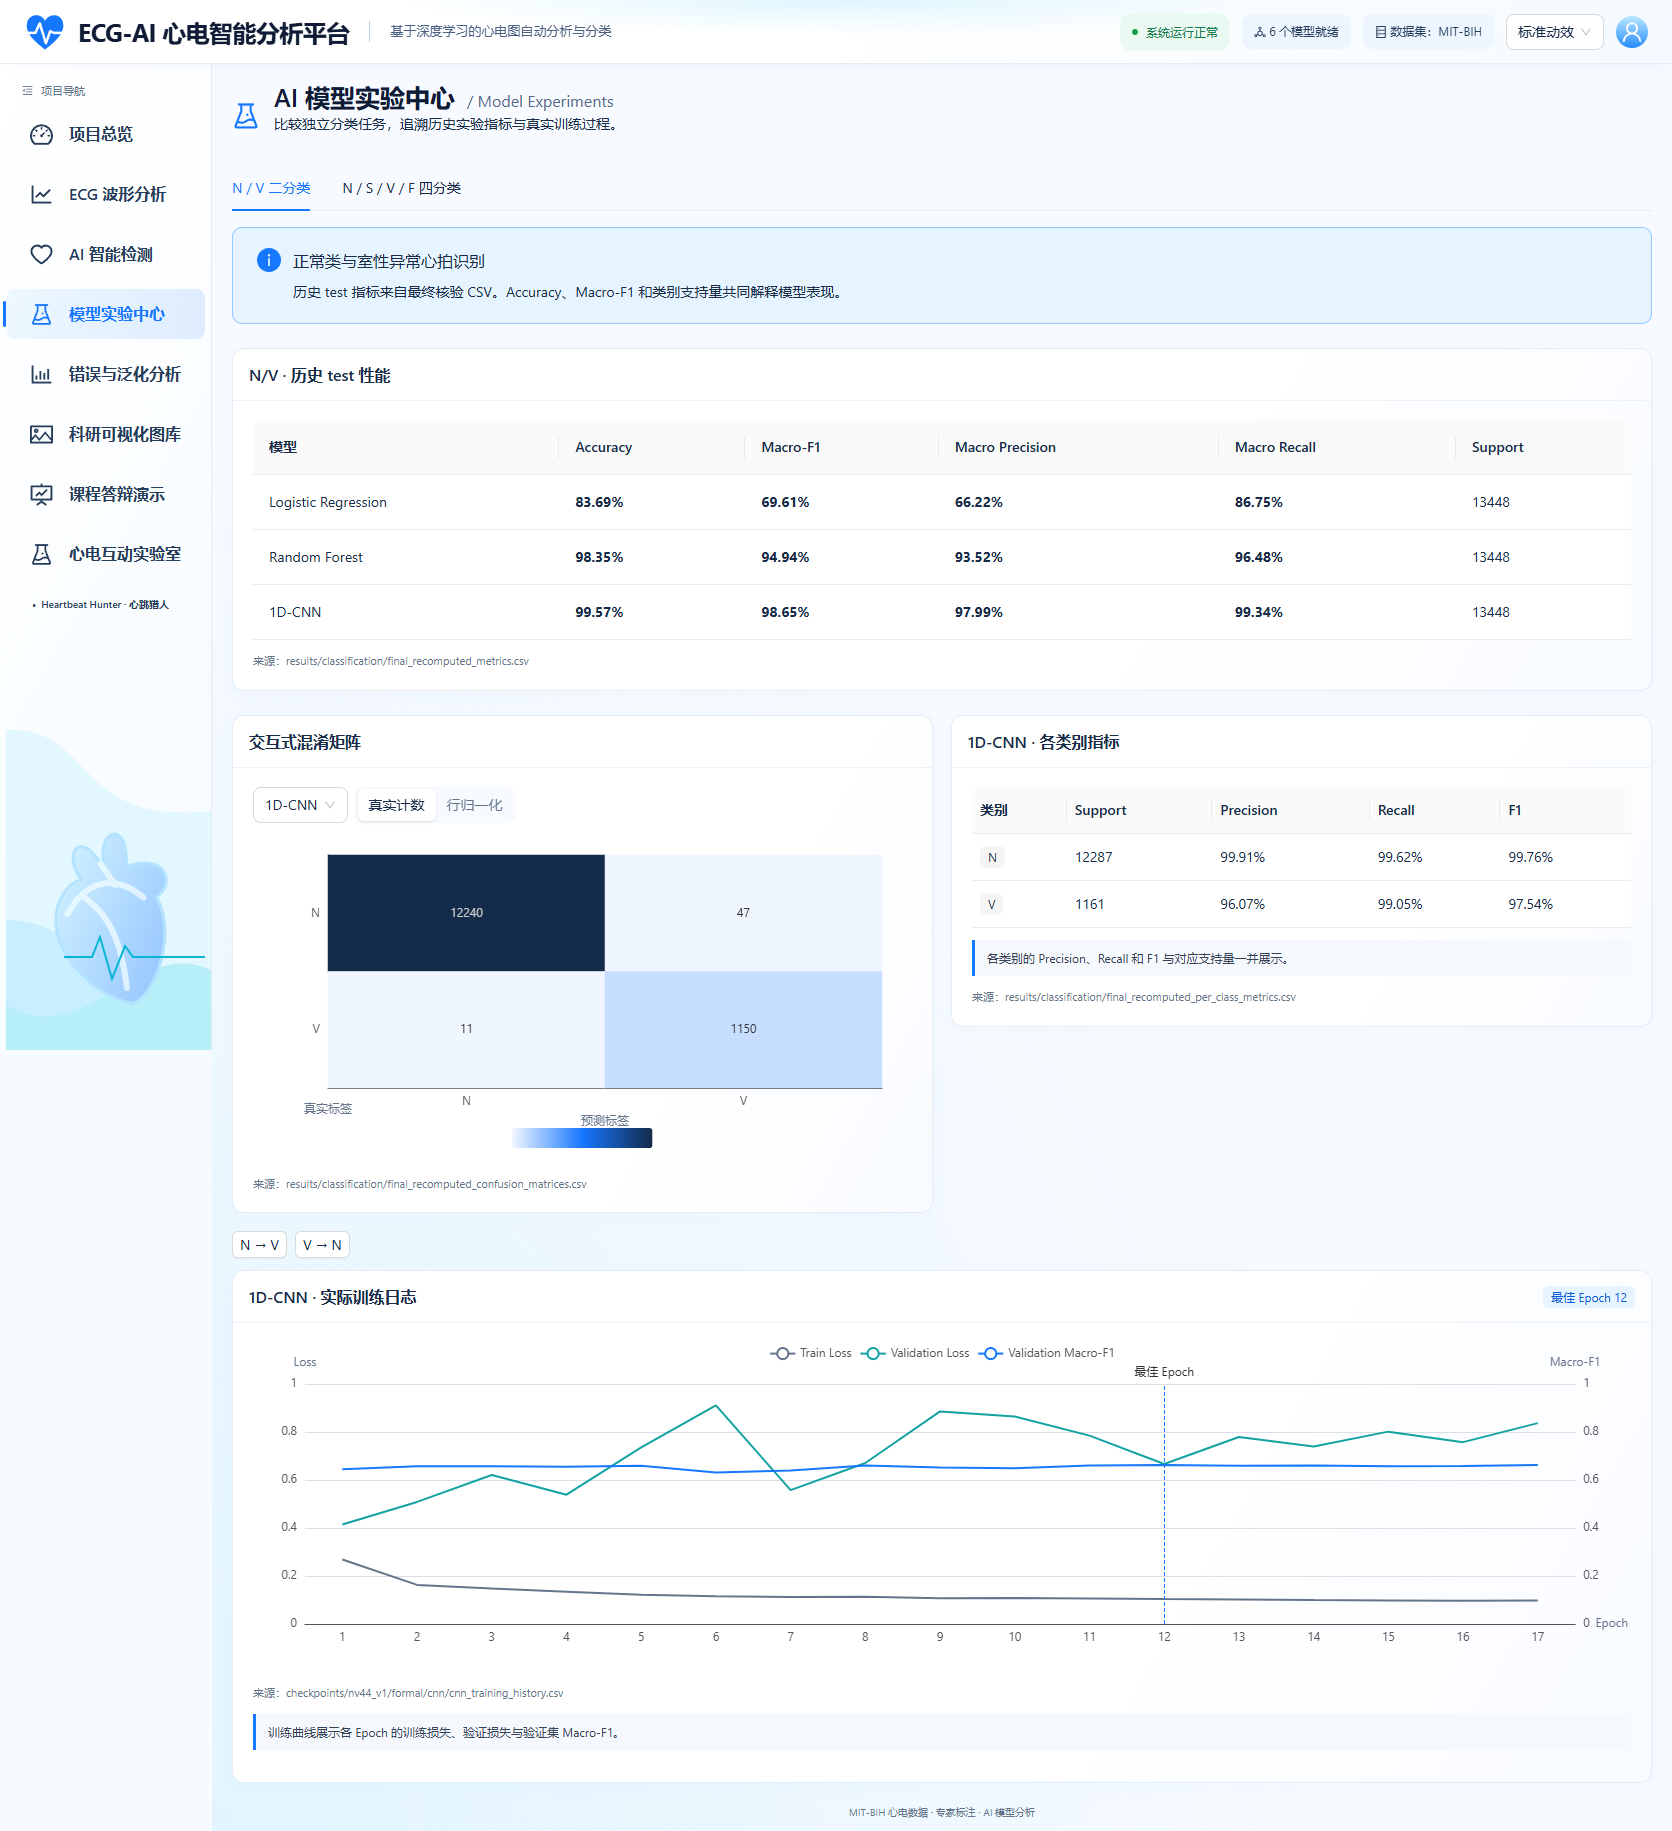 ECG-AI 心电智能分析平台
基于深度学习的心电图自动分析与分类
系统运行正常
6 个模型就绪
数据集：MIT-BIH
标准动效
项目导航
项目总览
ECG 波形分析
AI 智能检测
模型实验中心
错误与泛化分析
科研可视化图库
课程答辩演示
心电互动实验室
• Heartbeat Hunter · 心跳猎人
AI 模型实验中心 / Model Experiments
比较独立分类任务，追溯历史实验指标与真实训练过程。
N / V 二分类 N / S / V / F 四分类
正常类与室性异常心拍识别
历史 test 指标来自最终核验 CSV。Accuracy、Macro-F1 和类别支持量共同解释模型表现。
N/V · 历史 test 性能
模型 Accuracy Macro-F1 Macro Precision Macro Recall Support
Logistic Regression 83.69% 69.61% 66.22% 86.75% 13448
Random Forest 98.35% 94.94% 93.52% 96.48% 13448
1D-CNN 99.57% 98.65% 97.99% 99.34% 13448
来源：results/classification/final_recomputed_metrics.csv
交互式混淆矩阵
1D-CNN 真实计数 行归一化
N 12240 47
V 11 1150
N V
真实标签
预测标签
来源：results/classification/final_recomputed_confusion_matrices.csv
1D-CNN · 各类别指标
类别 Support Precision Recall F1
N 12287 99.91% 99.62% 99.76%
V 1161 96.07% 99.05% 97.54%
各类别的 Precision、Recall 和 F1 与对应支持量一并展示。
来源：results/classification/final_recomputed_per_class_metrics.csv
N → V V → N
1D-CNN · 实际训练日志
最佳 Epoch 12
Train Loss Validation Loss Validation Macro-F1
Loss 最佳 Epoch Macro-F1
1 1
0.8 0.8
0.6 0.6
0.4 0.4
0.2 0.2
0 0 Epoch
1 2 3 4 5 6 7 8 9 10 11 12 13 14 15 16 17
来源：checkpoints/nv44_v1/formal/cnn/cnn_training_history.csv
训练曲线展示各 Epoch 的训练损失、验证损失与验证集 Macro-F1。
MIT-BIH 心电数据 · 专家标注 · AI 模型分析